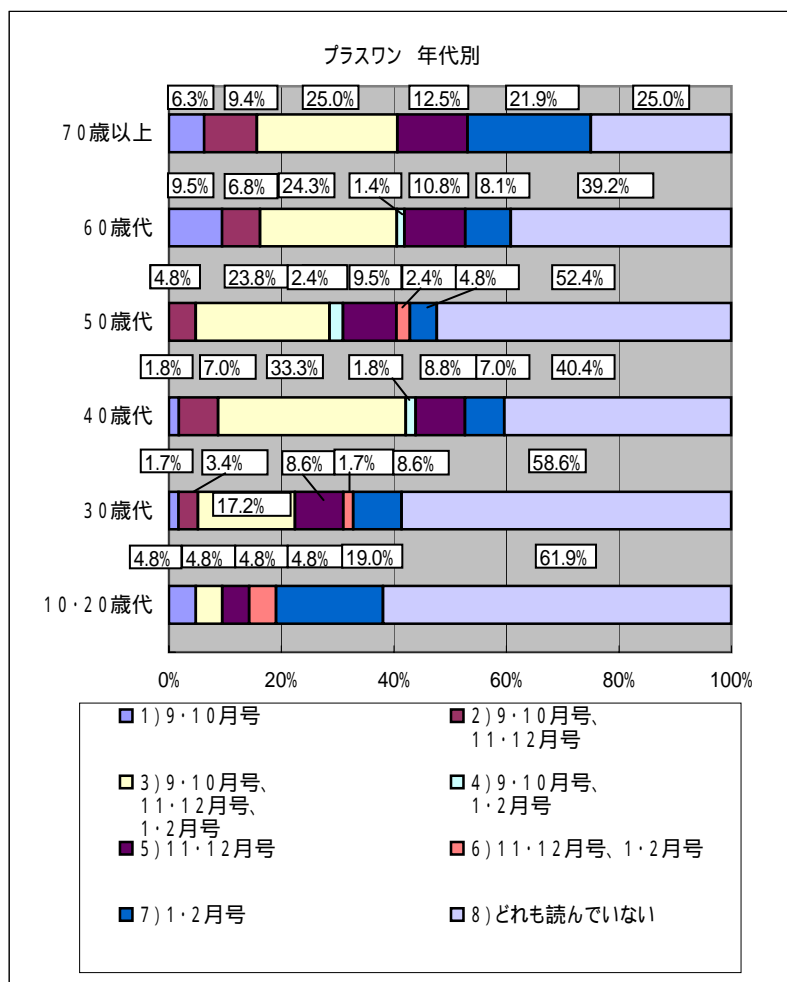 プラスワン 年代別
6.3% 9.4% 25.0% 12.5% 21.9% 25.0%
70歳以上
9.5% 6.8% 24.3% 1.4% 10.8% 8.1% 39.2%
60歳代
4.8% 23.8% 2.4% 9.5% 2.4% 4.8% 52.4%
50歳代
1.8% 7.0% 33.3% 1.8% 8.8% 7.0% 40.4%
40歳代
1.7% 3.4% 8.6% 1.7% 8.6% 58.6%
17.2%
30歳代
4.8% 4.8% 4.8% 4.8% 19.0% 61.9%
10・20歳代
0% 20% 40% 60% 80% 100%
1)9・10月号
2)9・10月号、
11・12月号
3)9・10月号、
11・12月号、
1・2月号
4)9・10月号、
1・2月号
5)11・12月号
6)11・12月号、1・2月号
7)1・2月号
8)どれも読んでいない